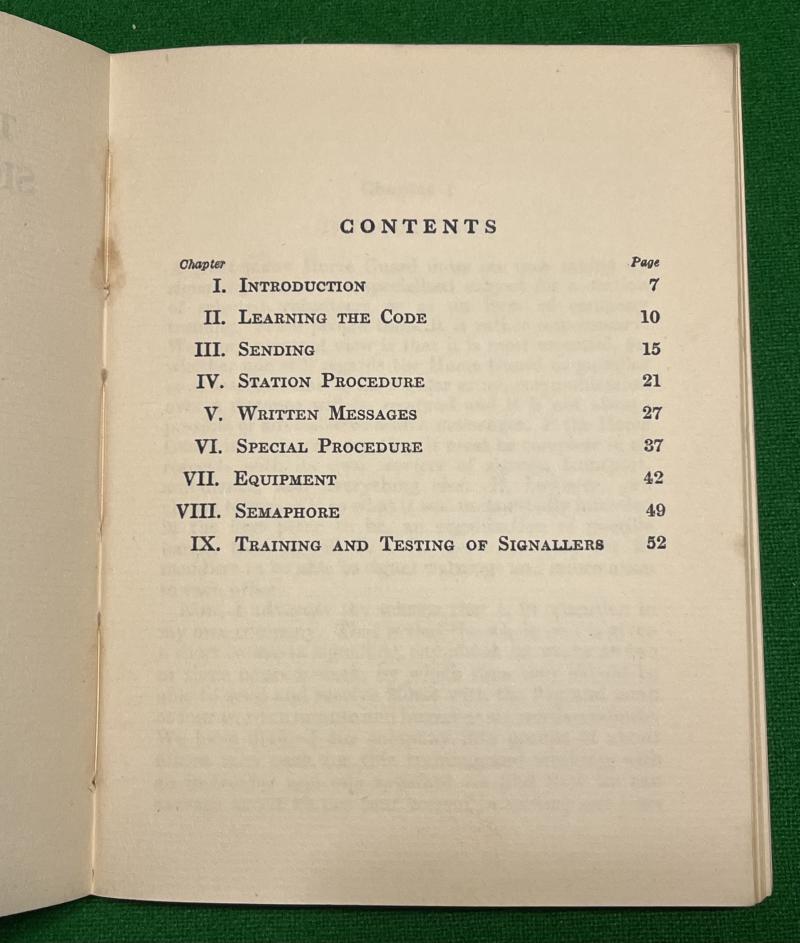 CONTENTS
Chapter Page
I. INTRODUCTION 7
II. LEARNING THE CODE 10
III. SENDING 15
IV. STATION PROCEDURE 21
V. WRITTEN MESSAGES 27
VI. SPECIAL PROCEDURE 37
VII. EQUIPMENT 42
VIII. SEMAPHORE 49
IX. TRAINING AND TESTING OF SIGNALLERS 52